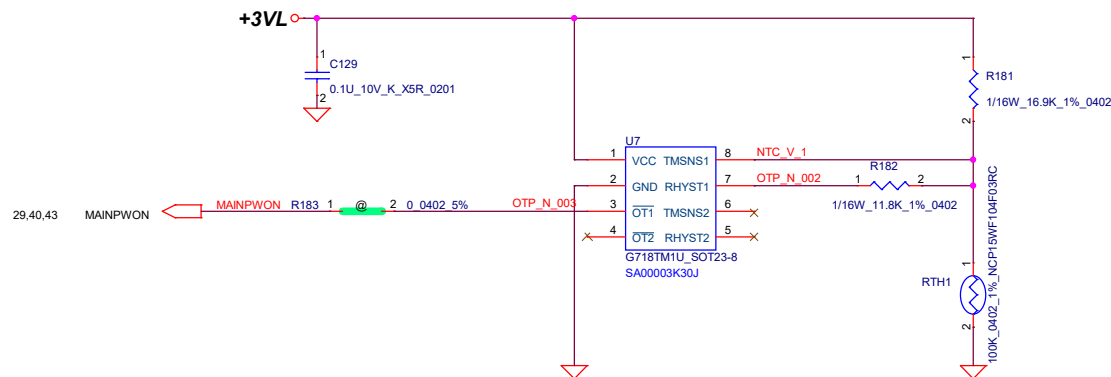 +3VL
1
C129
0.1U_10V_K_X5R_0201
2
1
R181
1/16W_16.9K_1%_0402
2
U7
1 VCC TMSNS1 8 NTC_V_1
2 GND RHYST1 7 OTP_N_002
R182
1 2
1/16W_11.8K_1%_0402
29,40,43 MAINPWON MAINPWON R183 1 @ 2 0_0402_5% OTP_N_003 3 OT1 TMSNS2 6
4 OT2 RHYST2 5
G718TM1U_SOT23-8
SA00003K30J
1
RTH1
2
100K_0402_1%_NCP15WF104F03RC